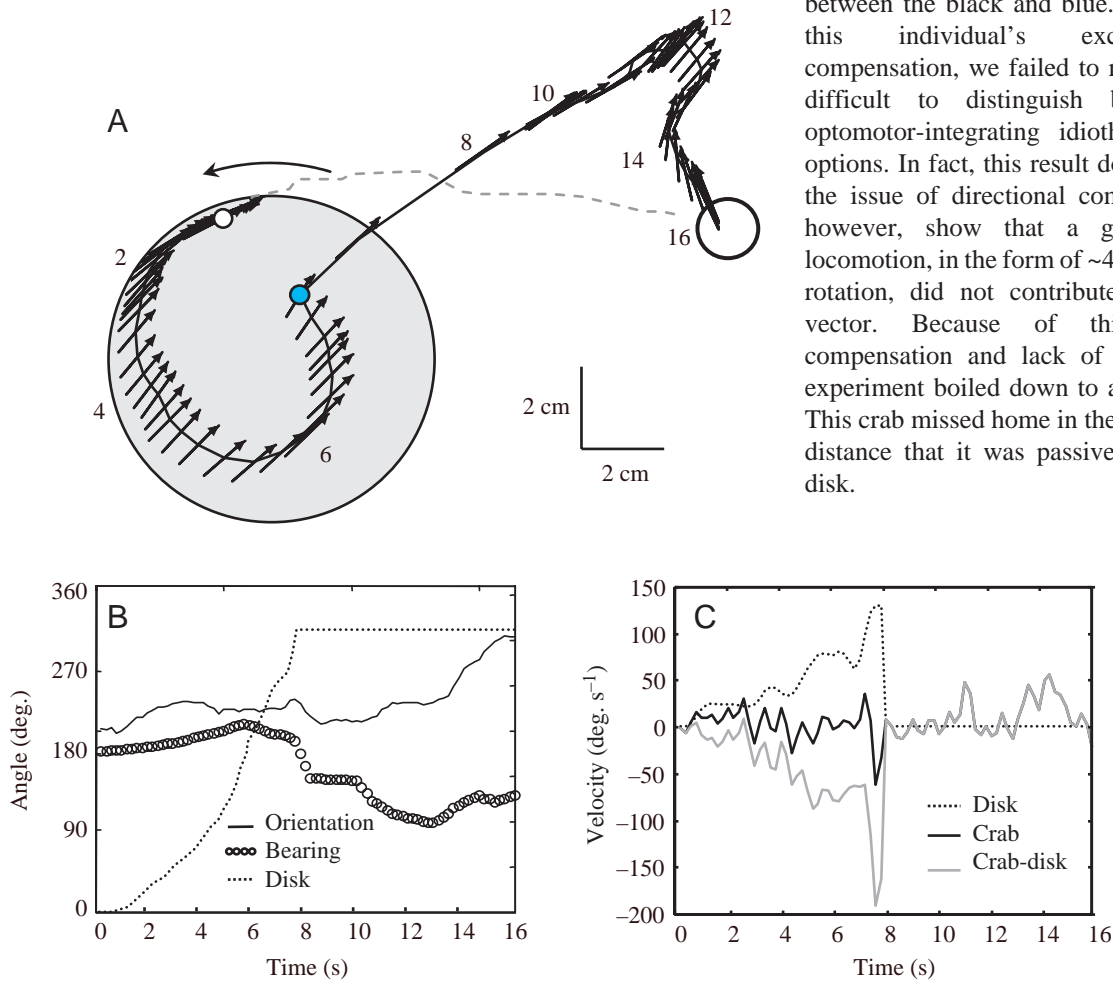 between the black and blue.
this individual's exc
compensation, we failed to
difficult to distinguish
optomotor-integrating
options. In fact, this result
the issue of directional
however, show that a
locomotion, in the form of ~4
rotation, did not contribute
vector. Because of
compensation and lack of
experiment boiled down to
This crab missed home in the
distance that it was
disk.
A
2
4
6
8
10
12
14
16
2 cm
2 cm
B
360
270
180
90
0
Angle (deg.)
Orientation
Bearing
Disk
0 2 4 6 8 10 12 14 16
Time (s)
C
150
100
50
0
–50
–100
–150
–200
Velocity (deg. s–1)
Disk
Crab
Crab-disk
0 2 4 6 8 10 12 14 16
Time (s)